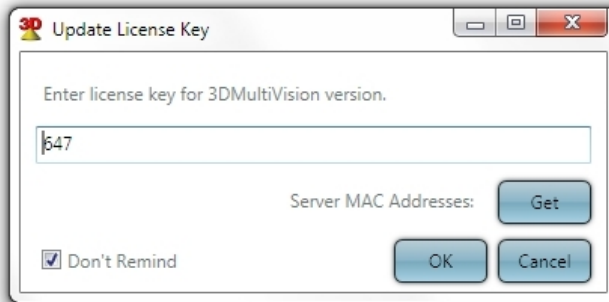 3D Update License Key
Enter license key for 3DMultiVision version.
647
Server MAC Addresses: Get
Don't Remind OK Cancel